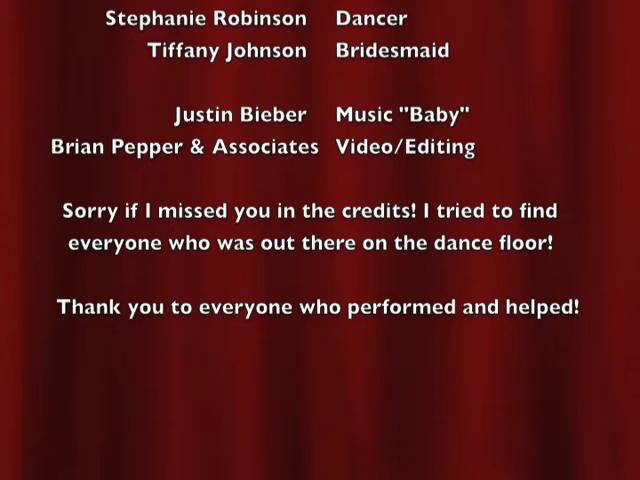 Stephanie Robinson Dancer
Tiffany Johnson Bridesmaid
Justin Bieber Music "Baby"
Brian Pepper & Associates Video/Editing
Sorry if I missed you in the credits! I tried to find
everyone who was out there on the dance floor!
Thank you to everyone who performed and helped!